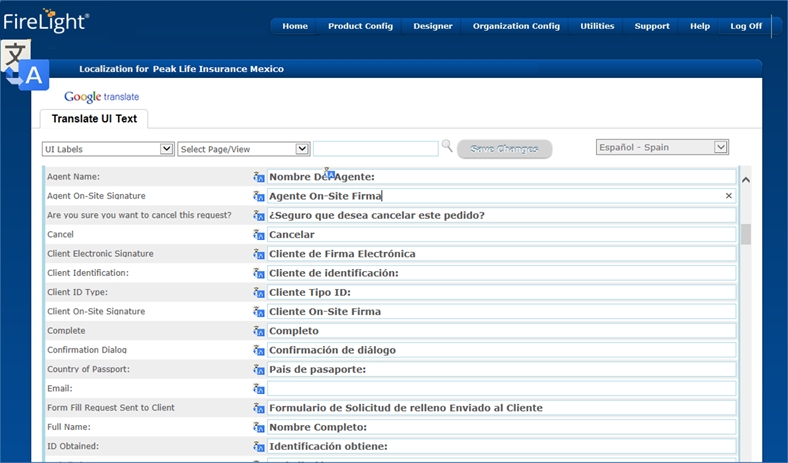 FireLight®
Home Product Config Designer Organization Config Utilities Support Help Log Off
文 A
Localization for Peak Life Insurance Mexico
Google translate
Translate UI Text
UI Labels Select Page/View Save Changes Español - Spain
Agent Name: Nombre Del Agente:
Agent On-Site Signature Agente On-Site Firma
Are you sure you want to cancel this request? ¿Seguro que desea cancelar este pedido?
Cancel Cancelar
Client Electronic Signature Cliente de Firma Electrónica
Client Identification: Cliente de identificación:
Client ID Type: Cliente Tipo ID:
Client On-Site Signature Cliente On-Site Firma
Complete Completo
Confirmation Dialog Confirmación de diálogo
Country of Passport: Pais de pasaporte:
Email:
Form Fill Request Sent to Client Formulario de Solicitud de relleno Enviado al Cliente
Full Name: Nombre Completo:
ID Obtained: Identificación obtiene: